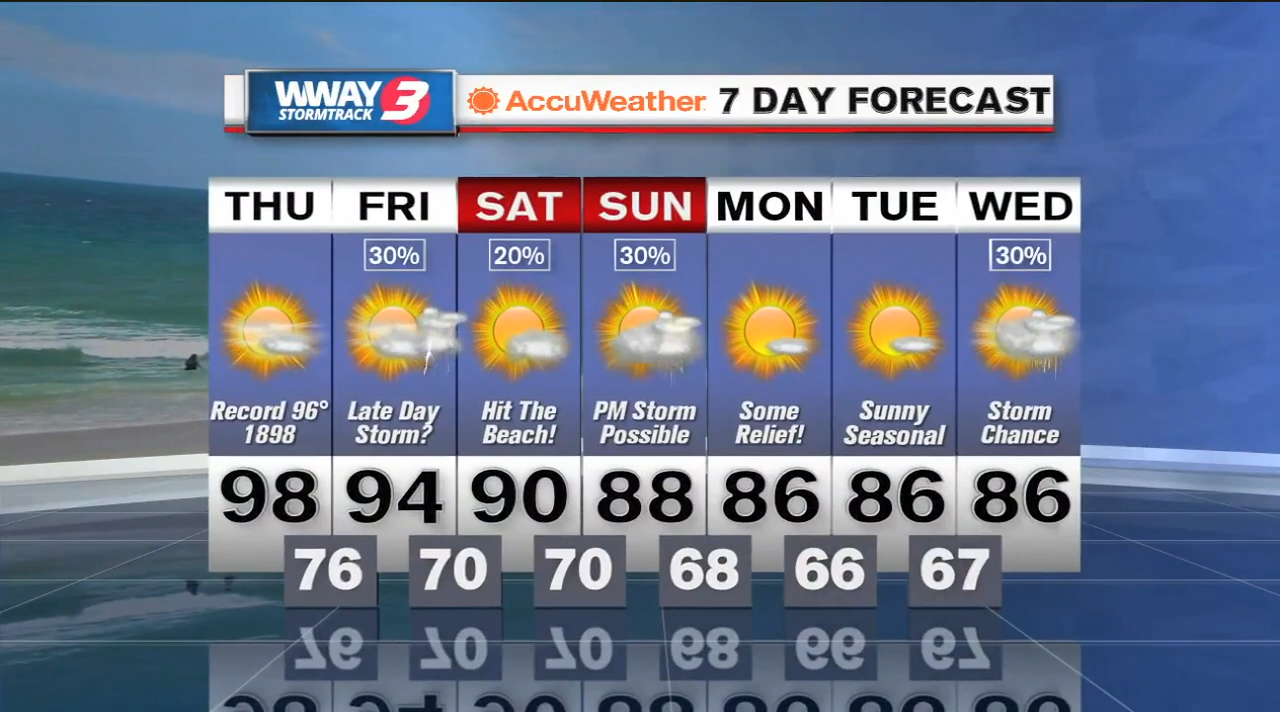 WWAY 3
STORMTRACK
AccuWeather 7 DAY FORECAST
THU FRI SAT SUN MON TUE WED
30% 20% 30% 30%
Record 96° Late Day Hit The PM Storm Some Sunny Storm
1898 Storm? Beach! Possible Relief! Seasonal Chance
98 94 90 88 86 86 86
76 70 70 68 66 67